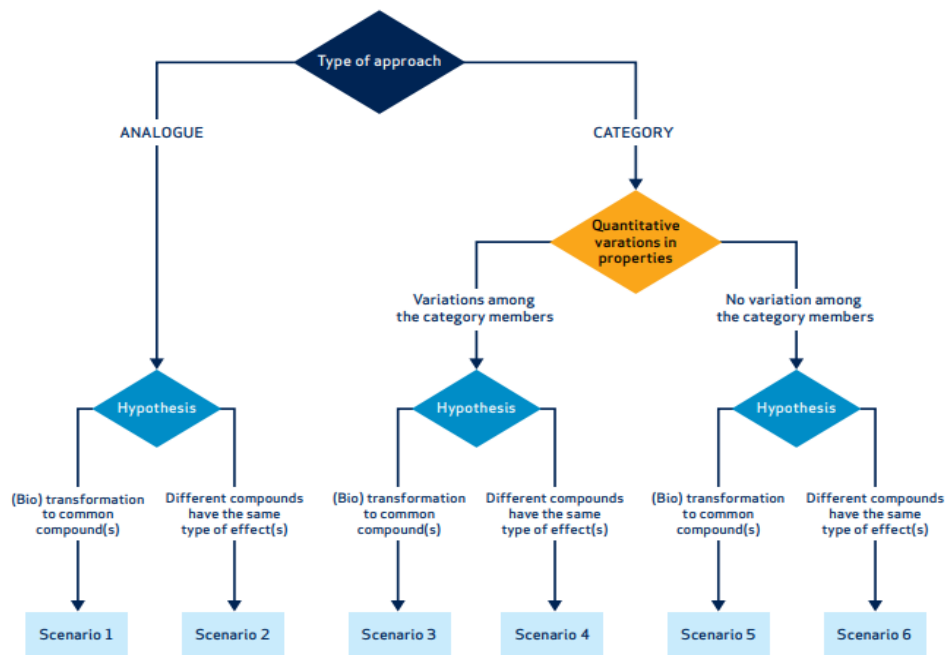 Type of approach
ANALOGUE
CATEGORY
Quantitative
varations in
properties
Variations among
the category members
No variation among
the category members
Hypothesis
Hypothesis
Hypothesis
(Bio) transformation
to common
compound(s)
Different compounds
have the same
type of effect(s)
(Bio) transformation
to common
compound(s)
Different compounds
have the same
type of effect(s)
(Bio) transformation
to common
compound(s)
Different compounds
have the same
type of effect(s)
Scenario 1
Scenario 2
Scenario 3
Scenario 4
Scenario 5
Scenario 6